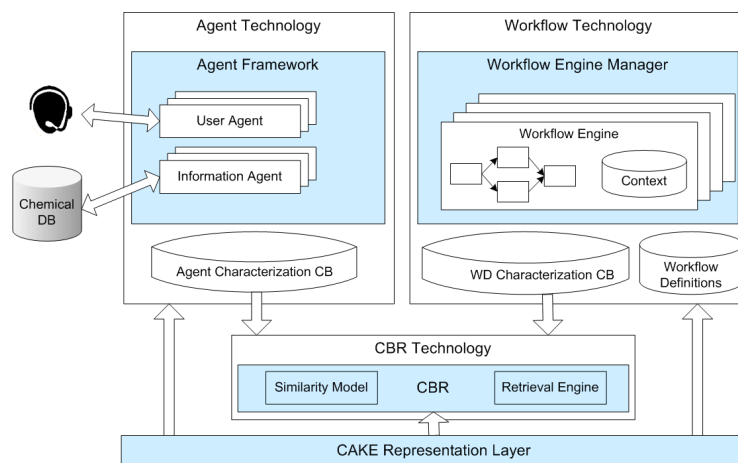 Agent Technology
Workflow Technology
Agent Framework
Workflow Engine Manager
User Agent
Workflow Engine
Information Agent
Context
Chemical
DB
Agent Characterization CB
WD Characterization CB
Workflow
Definitions
CBR Technology
Similarity Model
CBR
Retrieval Engine
CAKE Representation Layer